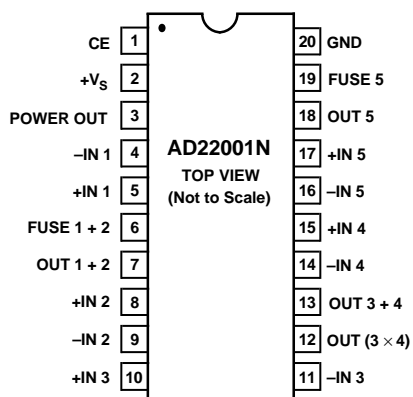 CE 1
+VS 2
POWER OUT 3
–IN 1 4
+IN 1 5
FUSE 1 + 2 6
OUT 1 + 2 7
+IN 2 8
–IN 2 9
+IN 3 10
AD22001N
TOP VIEW
(Not to Scale)
20 GND
19 FUSE 5
18 OUT 5
17 +IN 5
16 –IN 5
15 +IN 4
14 –IN 4
13 OUT 3 + 4
12 OUT (3 × 4)
11 –IN 3